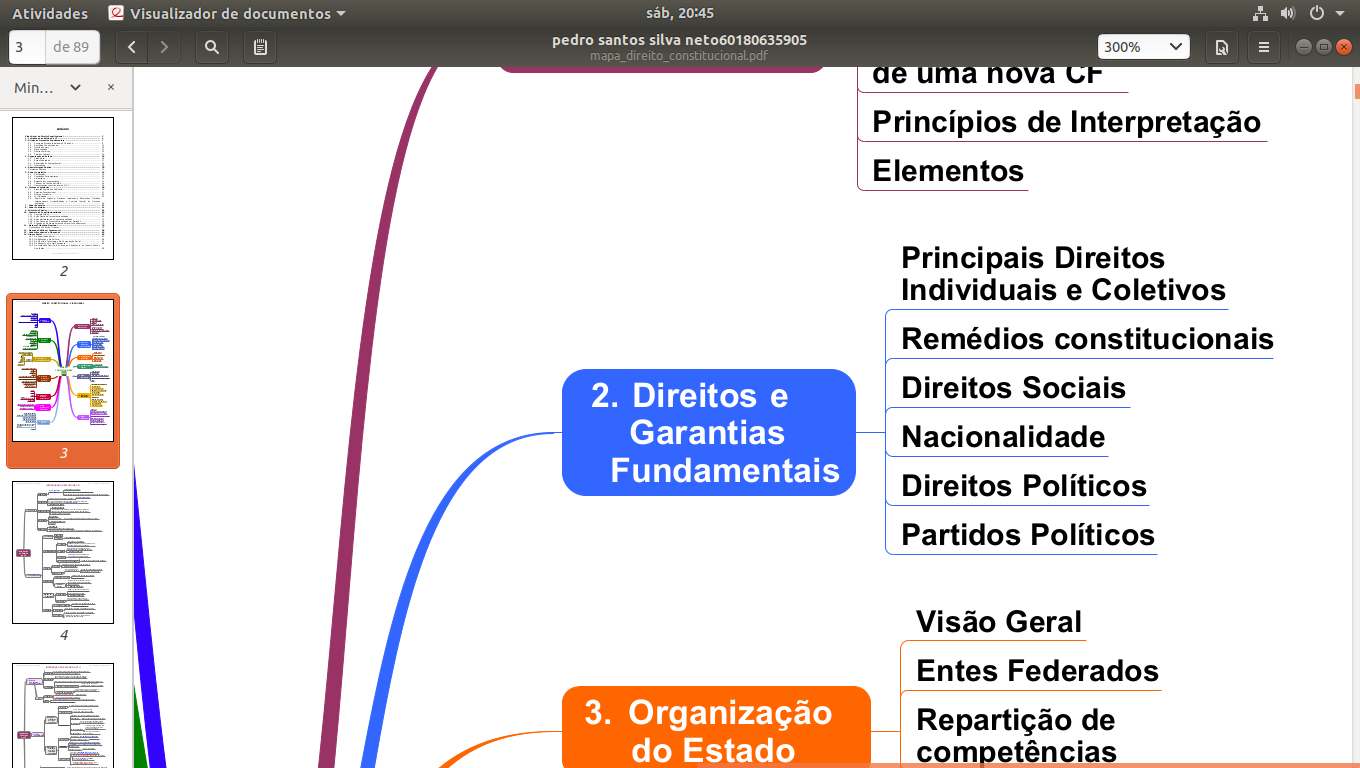 Atividades
Visualizador de documentos
sáb, 20:45
3
de 89
pedro santos silva neto60180635905
mapa_direito_constitucional.pdf
300%
Min…
2
3
4
de uma nova CF
Princípios de Interpretação
Elementos
2. Direitos e
Garantias
Fundamentais
Principais Direitos
Individuais e Coletivos
Remédios constitucionais
Direitos Sociais
Nacionalidade
Direitos Políticos
Partidos Políticos
3. Organização
do Estado
Visão Geral
Entes Federados
Repartição de
competências